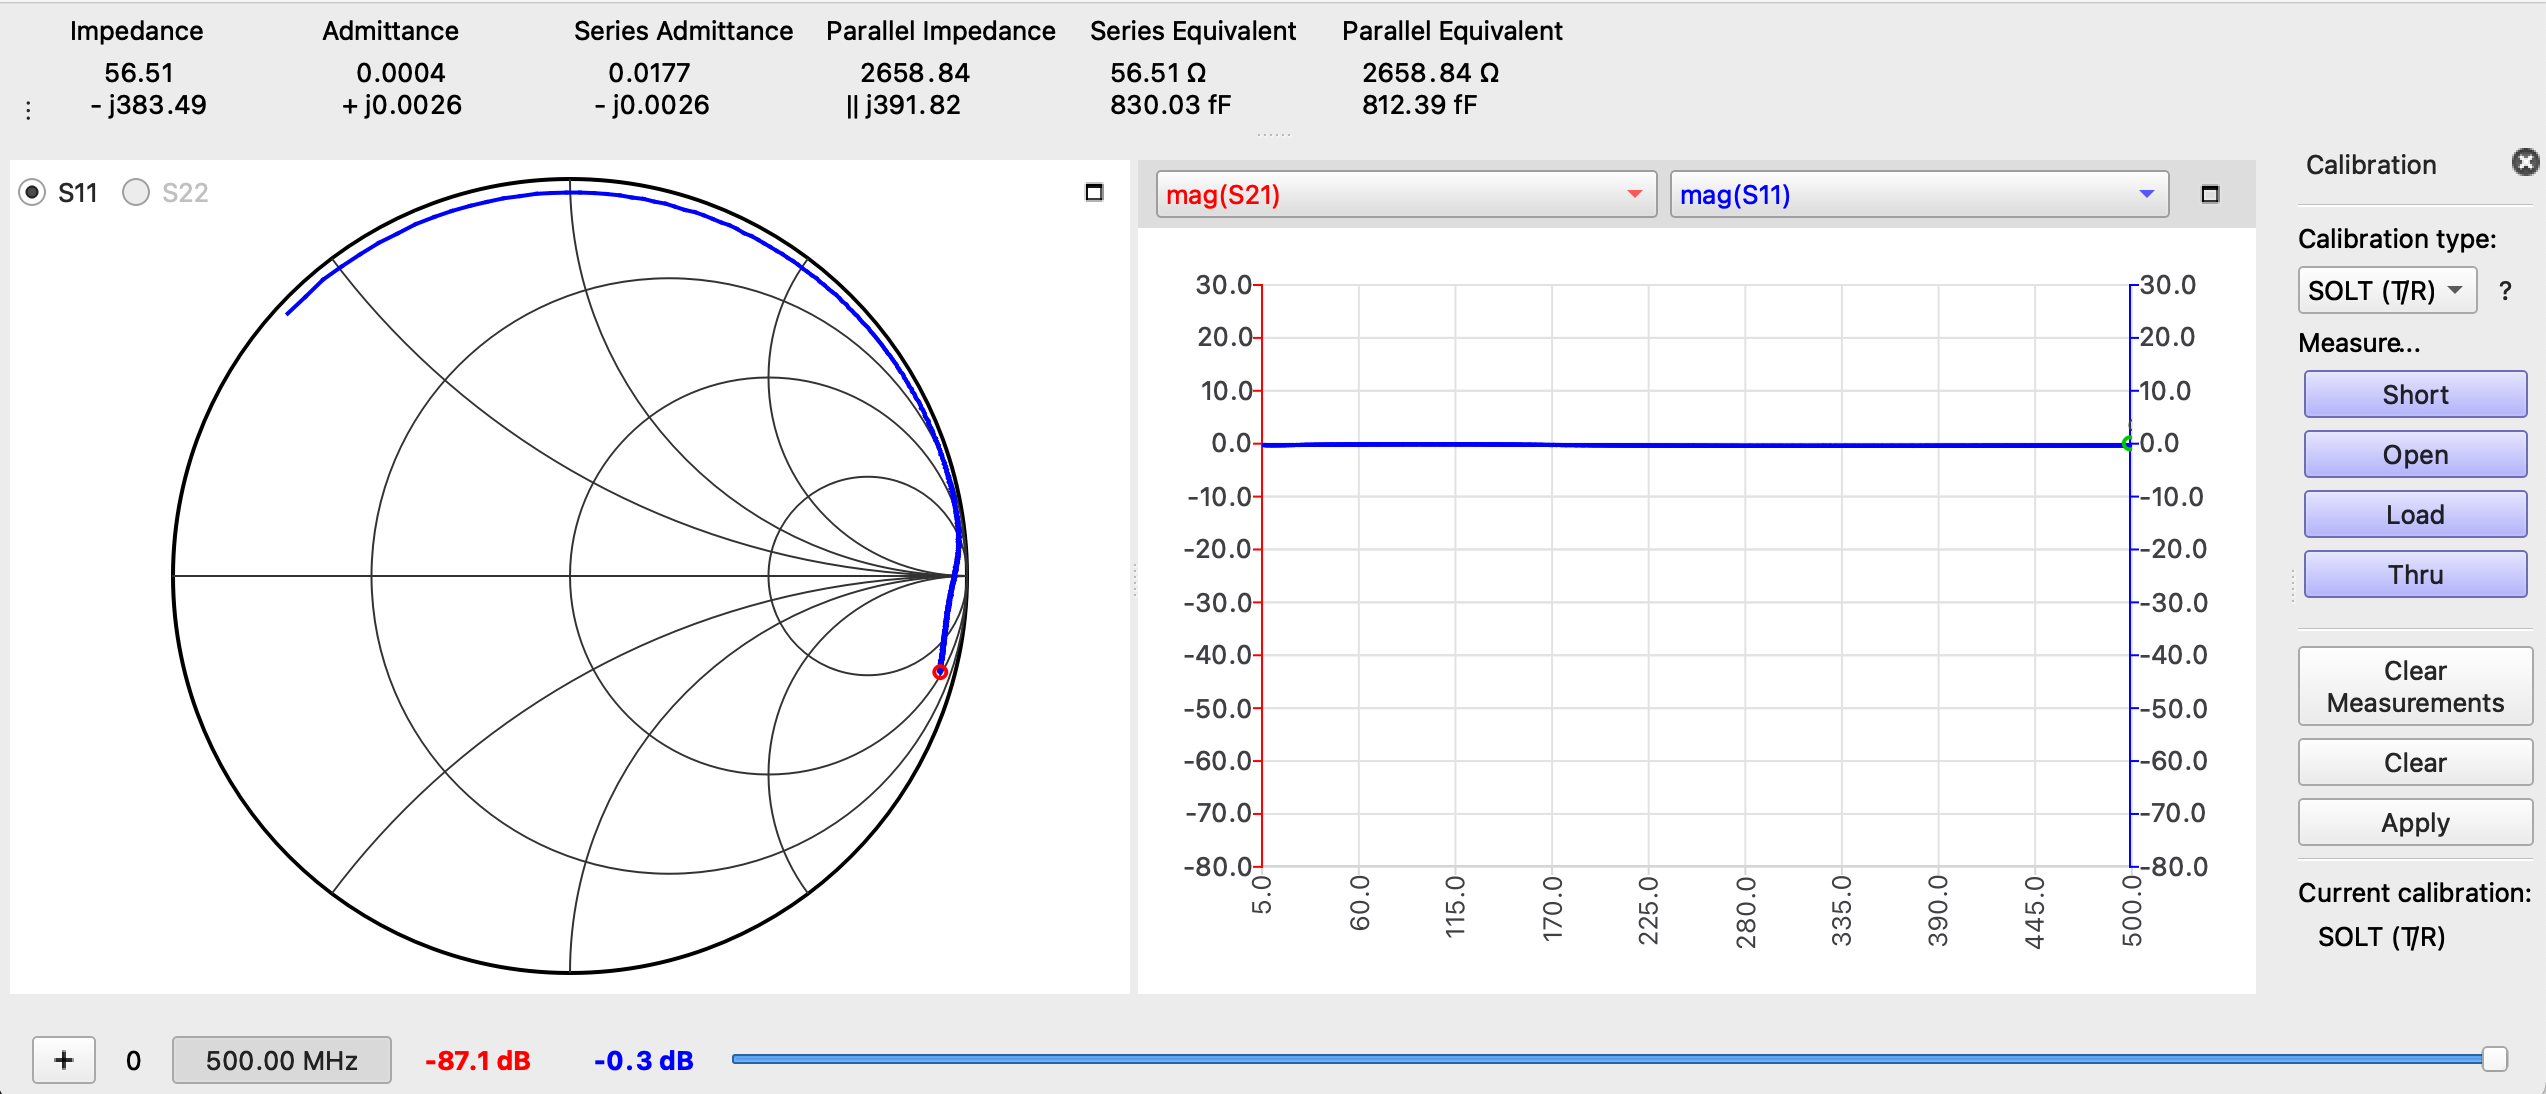 Impedance Admittance Series Admittance Parallel Impedance Series Equivalent Parallel Equivalent
56.51 0.0004 0.0177 2658.84 56.51 Ω 2658.84 Ω
- j383.49 + j0.0026 - j0.0026 || j391.82 830.03 fF 812.39 fF
S11 S22
mag(S21) mag(S11)
30.0 30.0
20.0 20.0
10.0 10.0
0.0 0.0
-10.0 -10.0
-20.0 -20.0
-30.0 -30.0
-40.0 -40.0
-50.0 -50.0
-60.0 -60.0
-70.0 -70.0
-80.0 -80.0
5.0 60.0 115.0 170.0 225.0 280.0 335.0 390.0 445.0 500.0
Calibration
Calibration type:
SOLT (T/R) ?
Measure...
Short
Open
Load
Thru
Clear
Measurements
Clear
Apply
Current calibration:
SOLT (T/R)
+ 0 500.00 MHz -87.1 dB -0.3 dB